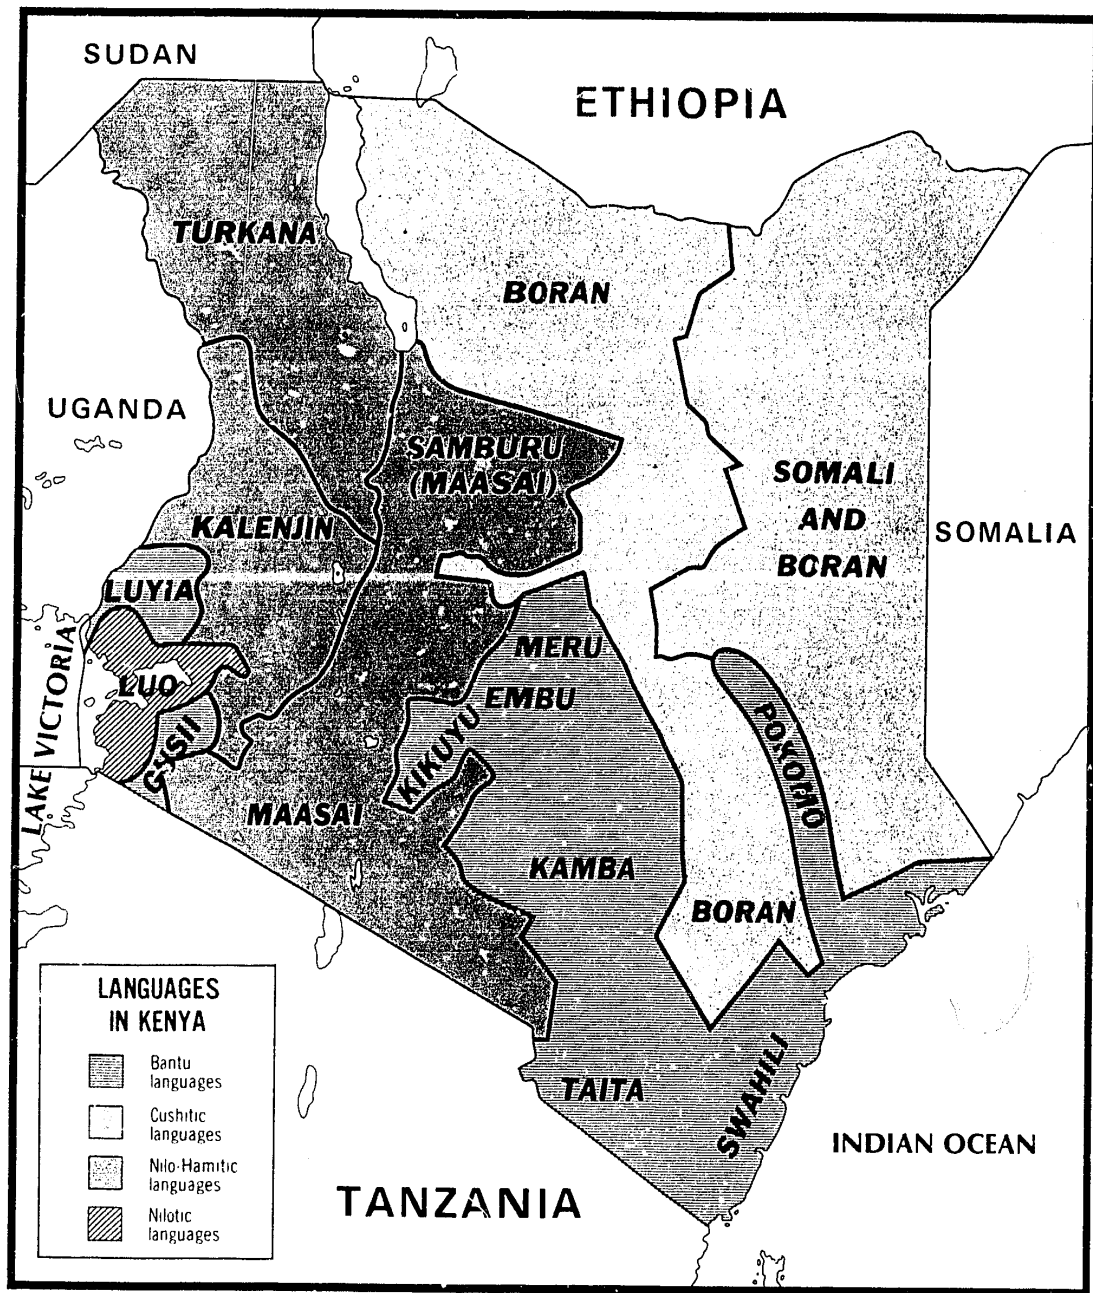 SUDAN
ETHIOPIA
TURKANA
BORAN
UGANDA
SAMBURU
(MAASAI)
SOMALI
AND
BORAN
KALENJIN
SOMALIA
LUYIA
MERU
LAKE VICTORIA
LUO
EMBU
GUSII
KIKUYU
POKOMO
MAASAI
KAMBA
BORAN
LANGUAGES
IN KENYA
Bantu
languages
Cushitic
languages
Nilo-Hamitic
languages
Nilotic
languages
TAITA
SWAHILI
INDIAN OCEAN
TANZANIA